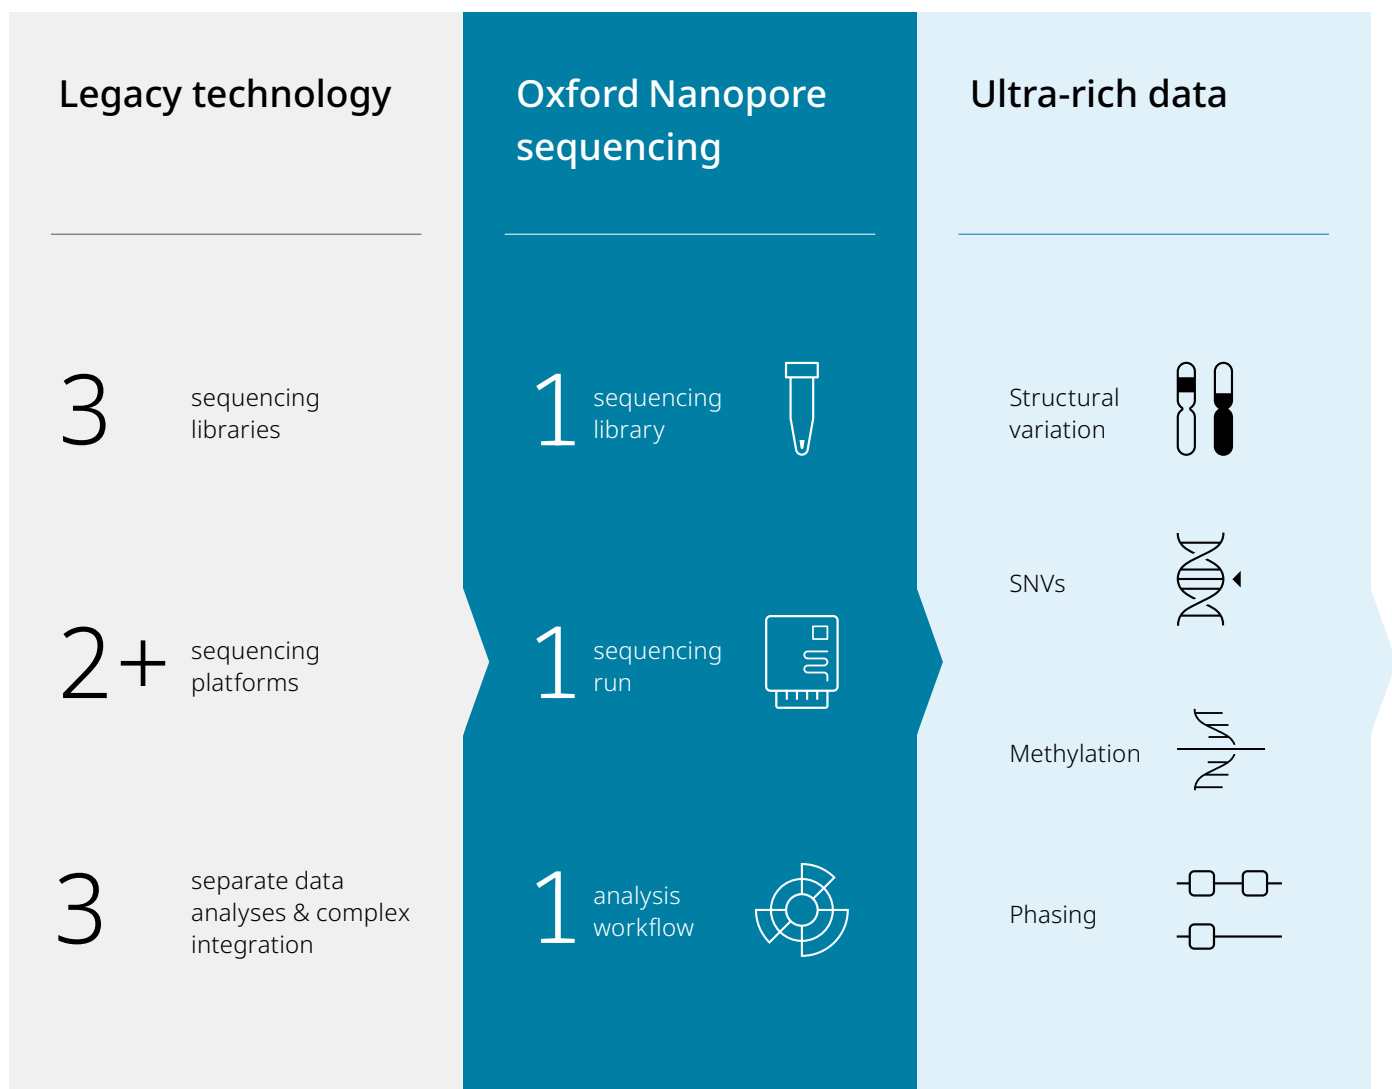 Legacy technology
3
sequencing
libraries
2+
sequencing
platforms
3
separate data
analyses & complex
integration
Oxford Nanopore
sequencing
1
sequencing
library
1
sequencing
run
1
analysis
workflow
Ultra-rich data
Structural
variation
SNVs
Methylation
Phasing